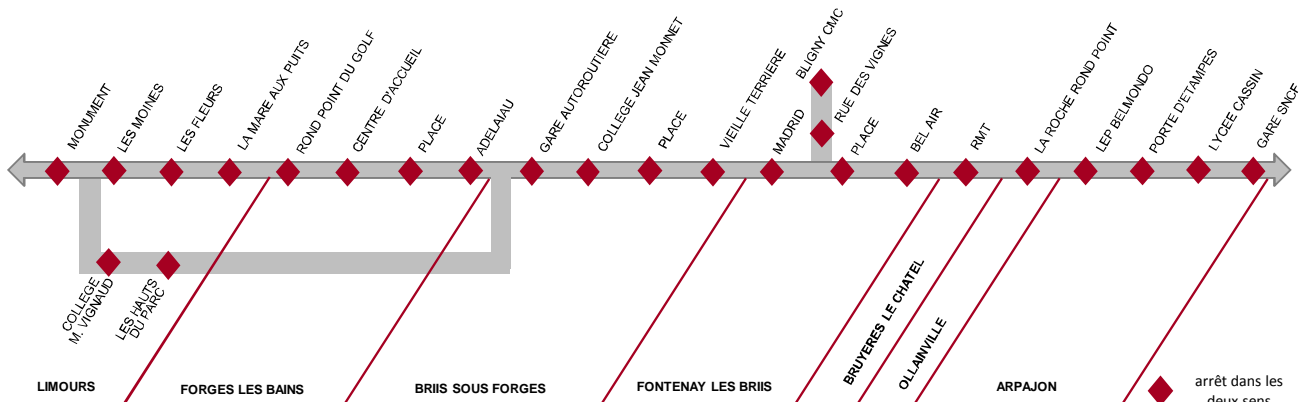 MONUMENT
LES MOINES
LES FLEURS
LA MARE AUX PUITS
ROND POINT DU GOLF
CENTRE D'ACCUEIL
PLACE
ADELAIAU
GARE AUTOROUTIERE
COLLEGE JEAN MONNET
PLACE
VIEILLE TERRIERE
MADRID
BLIGNY CMC
RUE DES VIGNES
PLACE
BEL AIR
RMT
LA ROCHE ROND POINT
LEP BELMONDO
PORTE D'ETAMPES
LYCEE CASSIN
GARE SNCF
COLLEGE
M. VIGNAUD
LES HAUTS
DU PARC
LIMOURS
FORGES LES BAINS
BRIIS SOUS FORGES
FONTENAY LES BRIIS
BRUYERES LE CHATEL
OLLAINVILLE
ARPAJON
arrêt dans les
deux sens